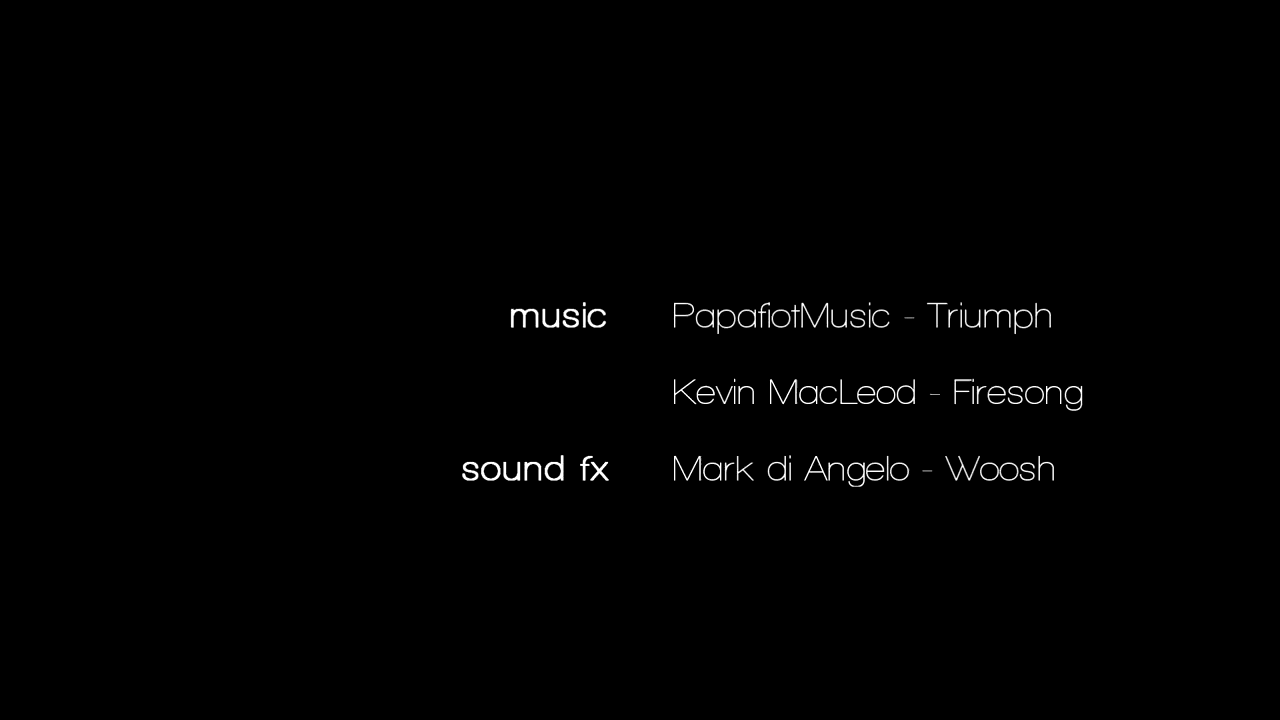 music PapafiotMusic - Triumph
Kevin MacLeod - Firesong
sound fx Mark di Angelo - Woosh